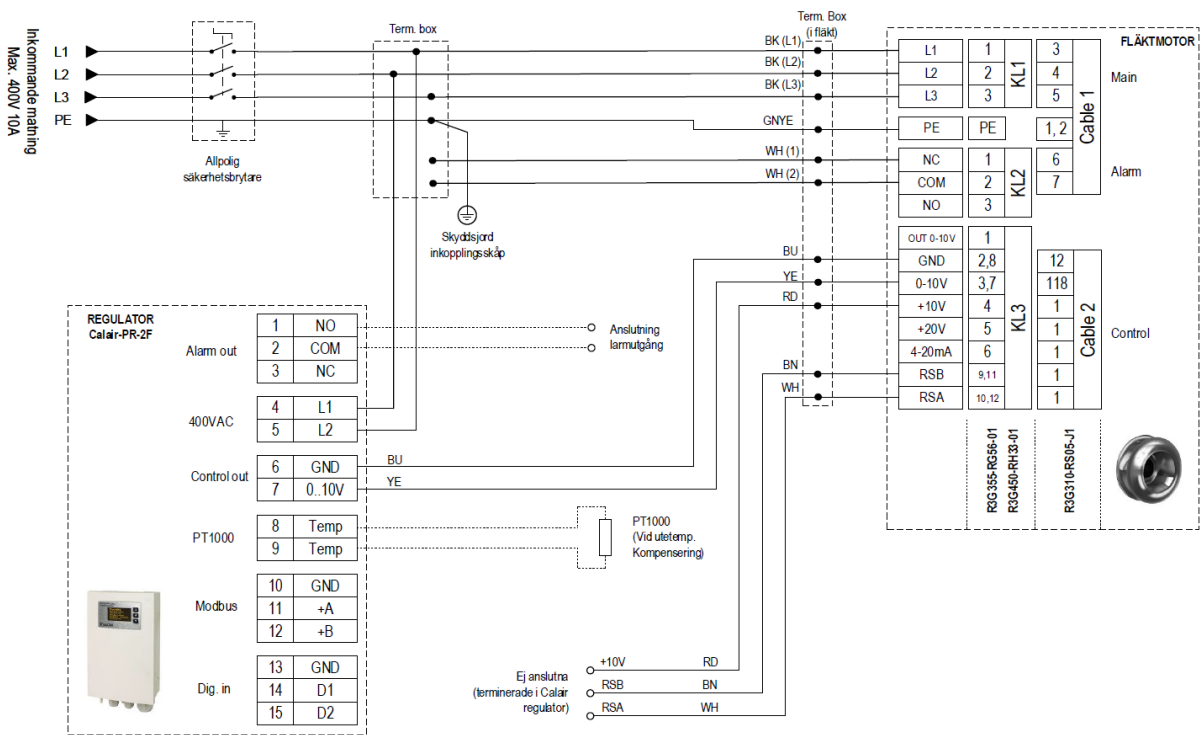 Inkommande matning
Max. 400V 10A
L1
L2
L3
PE
Allpolig
säkerhetsbrytare
Term. box
Skyddsjord
inkopplingsskåp
Term. Box
(i fläkt)
BK (L1)
BK (L2)
BK (L3)
GNYE
WH (1)
WH (2)
BU
YE
RD
BN
WH
FLÄKTMOTOR
L1 1 3
L2 2 4
L3 3 5
KL1
Main
PE PE 1, 2
Cable 1
NC 1 6
COM 2 7
NO 3
KL2
Alarm
OUT 0-10V 1
GND 2,8 12
0-10V 3,7 118
+10V 4 1
+20V 5 1
4-20mA 6 1
RSB 9,11 1
RSA 10,12 1
KL3
Cable 2
Control
R3G355-RG56-01
R3G450-RH33-01
R3G310-RS05-J1
REGULATOR
Calair-PR-2F
Alarm out
1 NO
2 COM
3 NC
Anslutning
larmutgång
400VAC
4 L1
5 L2
Control out
6 GND
7 0..10V
BU
YE
PT1000
8 Temp
9 Temp
PT1000
(Vid utetemp.
Kompensering)
Modbus
10 GND
11 +A
12 +B
Dig. in
13 GND
14 D1
15 D2
Ej anslutna
(terminerade i Calair
regulator)
+10V RD
RSB BN
RSA WH